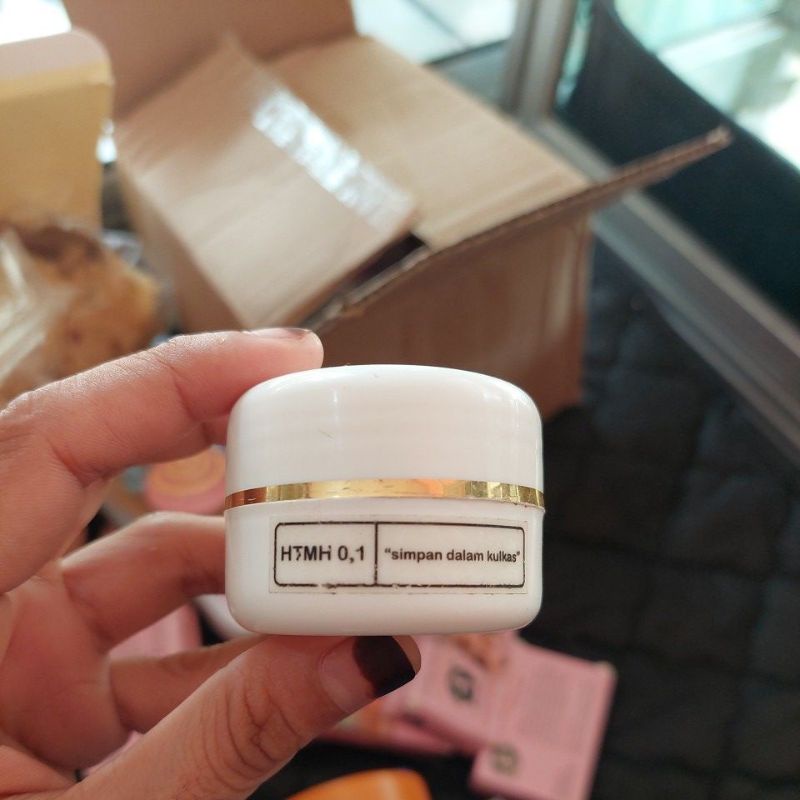 HTMH 0,1
"simpan dalam kulkas"